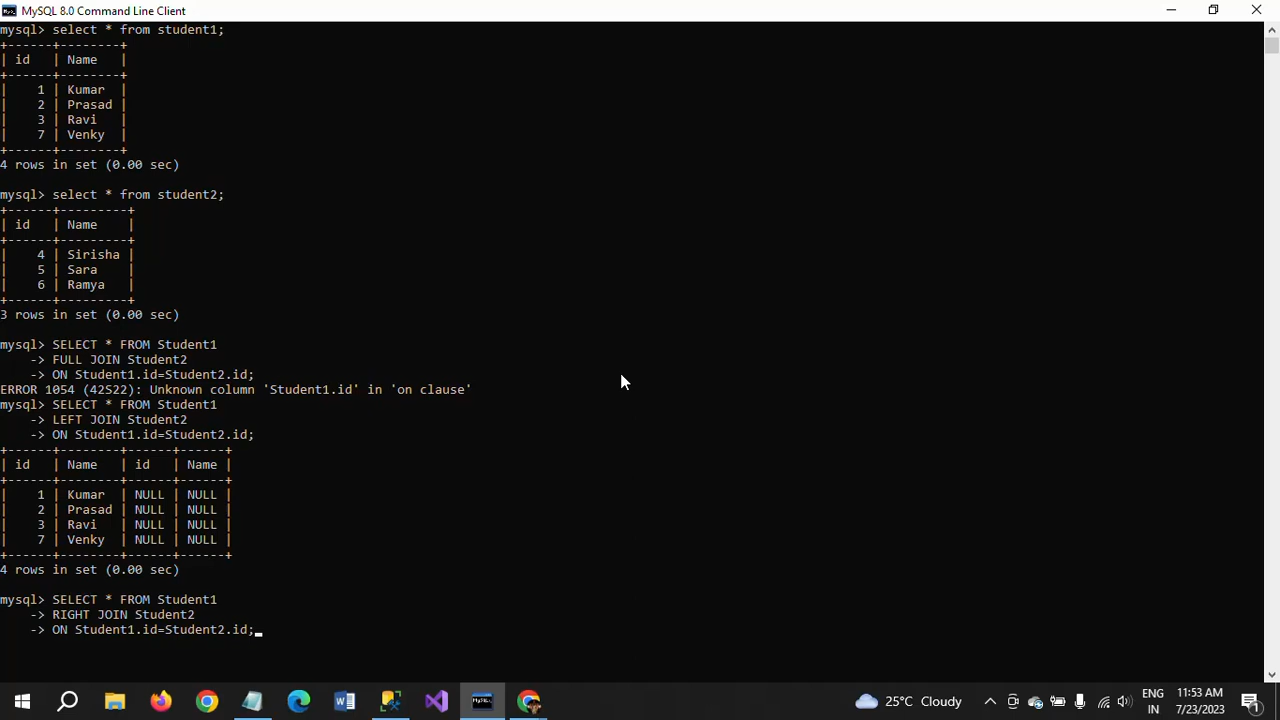 MySQL 8.0 Command Line Client
mysql> select * from student1;
+------+--------+
| id   | Name   |
+------+--------+
|    1 | Kumar  |
|    2 | Prasad |
|    3 | Ravi   |
|    7 | Venky  |
+------+--------+
4 rows in set (0.00 sec)
mysql> select * from student2;
+------+---------+
| id   | Name    |
+------+---------+
|    4 | Sirisha |
|    5 | Sara    |
|    6 | Ramya   |
+------+---------+
3 rows in set (0.00 sec)
mysql> SELECT * FROM Student1
    -> FULL JOIN Student2
    -> ON Student1.id=Student2.id;
ERROR 1054 (42S22): Unknown column 'Student1.id' in 'on clause'
mysql> SELECT * FROM Student1
    -> LEFT JOIN Student2
    -> ON Student1.id=Student2.id;
+------+--------+------+------+
| id   | Name   | id   | Name |
+------+--------+------+------+
|    1 | Kumar  | NULL | NULL |
|    2 | Prasad | NULL | NULL |
|    3 | Ravi   | NULL | NULL |
|    7 | Venky  | NULL | NULL |
+------+--------+------+------+
4 rows in set (0.00 sec)
mysql> SELECT * FROM Student1
    -> RIGHT JOIN Student2
    -> ON Student1.id=Student2.id;
25°C Cloudy
ENG
IN
11:53 AM
7/23/2023
1